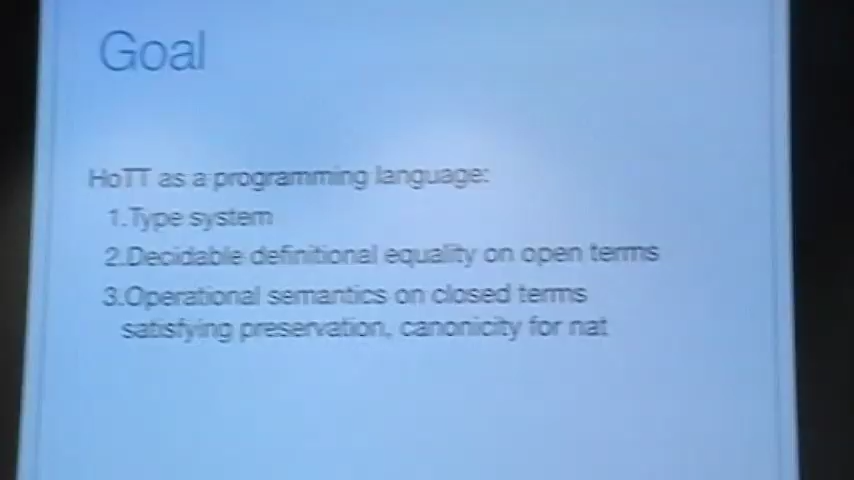 Goal
HoTT as a programming language:
1.Type system
2.Decidable definitional equality on open terms
3.Operational semantics on closed terms
satisfying preservation, canonicity for nat